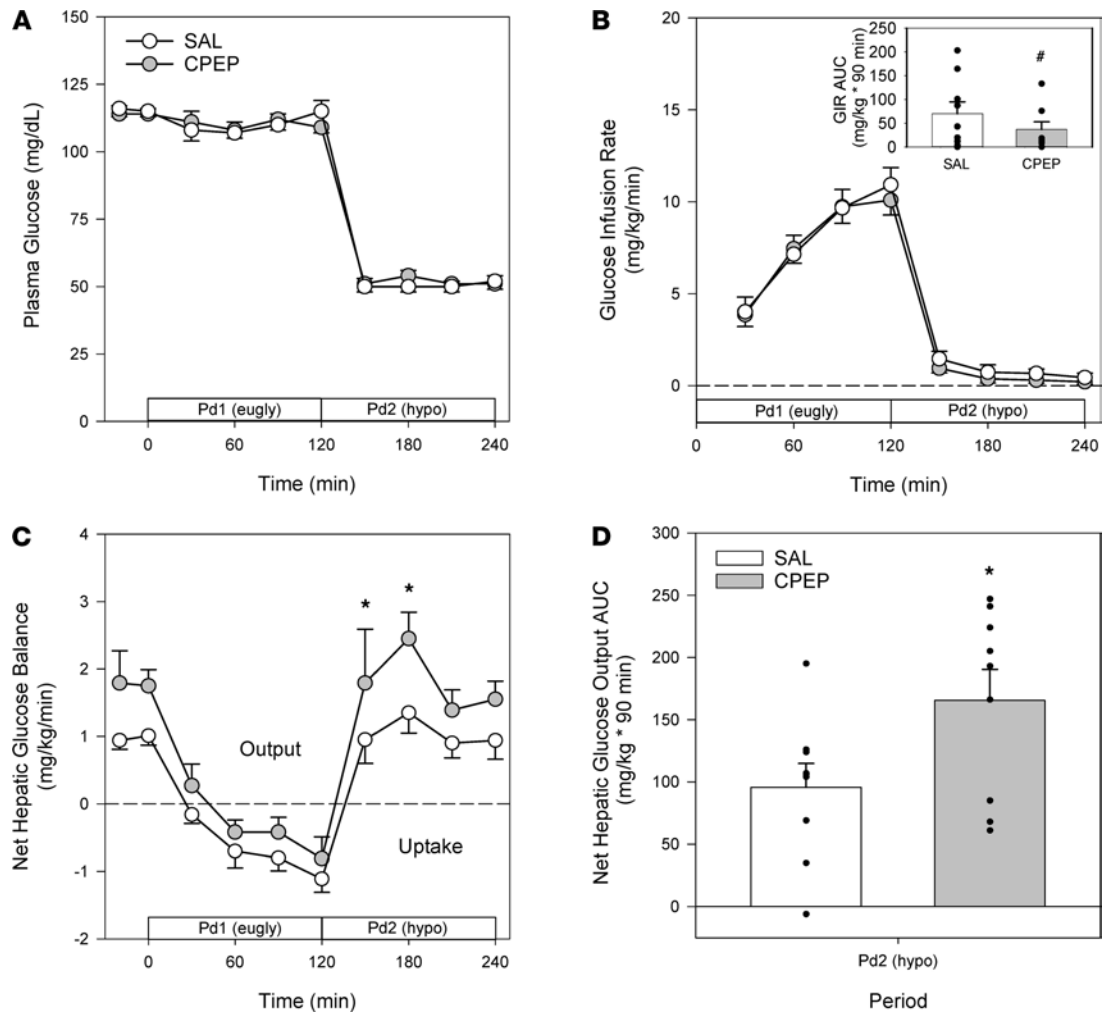 A
150
125
100
75
50
25
0
Plasma Glucose (mg/dL)
SAL
CPEP
Pd1 (eugly)
Pd2 (hypo)
0
60
120
180
240
Time (min)
B
20
15
10
5
0
Glucose Infusion Rate
(mg/kg/min)
250
200
150
100
50
0
GIR AUC
(mg/kg * 90 min)
#
SAL
CPEP
Pd1 (eugly)
Pd2 (hypo)
0
60
120
180
240
Time (min)
C
4
3
2
1
0
-1
-2
Net Hepatic Glucose Balance
(mg/kg/min)
* *
Output
Uptake
Pd1 (eugly)
Pd2 (hypo)
0
60
120
180
240
Time (min)
D
300
250
200
150
100
50
0
Net Hepatic Glucose Output AUC
(mg/kg * 90 min)
SAL
CPEP
*
Pd2 (hypo)
Period